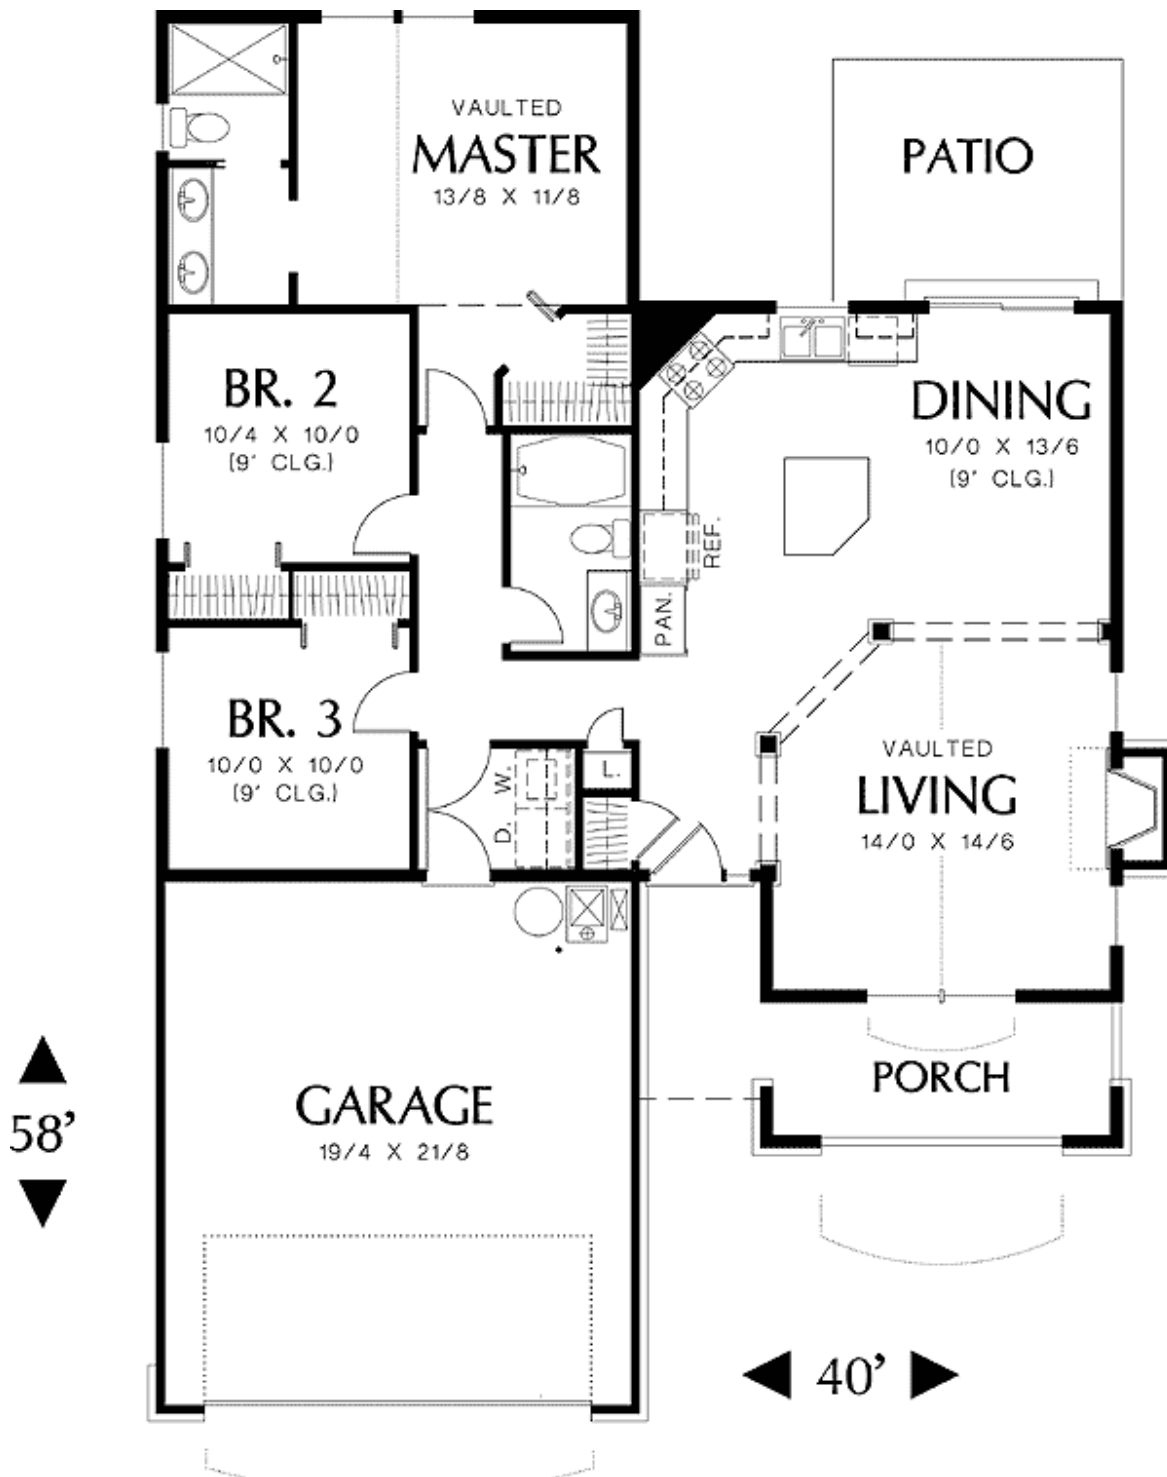 VAULTED
MASTER
13/8 X 11/8
PATIO
BR. 2
10/4 X 10/0
(9' CLG.)
DINING
10/0 X 13/6
(9' CLG.)
REF.
PAN.
BR. 3
10/0 X 10/0
(9' CLG.)
W.
D.
L.
VAULTED
LIVING
14/0 X 14/6
PORCH
GARAGE
19/4 X 21/8
58'
40'